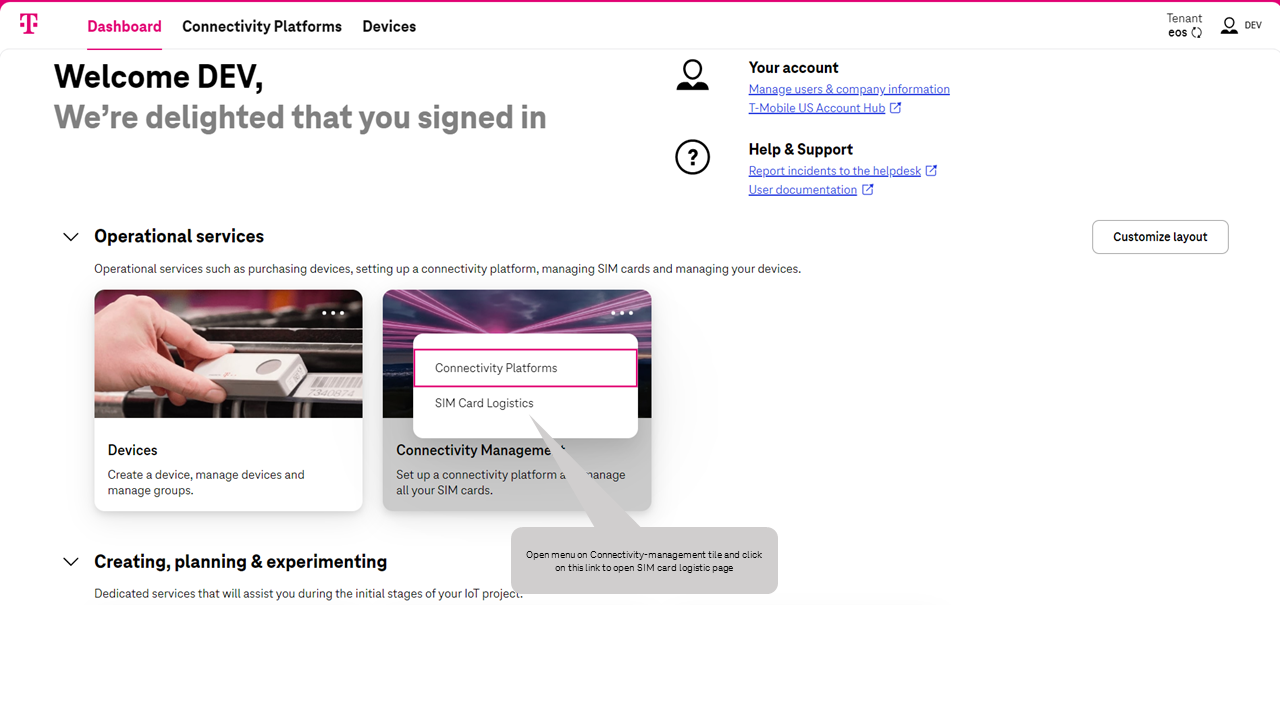 T
Dashboard
Connectivity Platforms
Devices
Tenant
eos
DEV
Welcome DEV,
We're delighted that you signed in
Your account
Manage users & company information
T-Mobile US Account Hub
?
Help & Support
Report incidents to the helpdesk
User documentation
Operational services
Customize layout
Operational services such as purchasing devices, setting up a connectivity platform, managing SIM cards and managing your devices.
7340874
Connectivity Platforms
SIM Card Logistics
Devices
Create a device, manage devices and
manage groups.
Connectivity Management
Set up a connectivity platform manage
all your SIM cards.
Open menu on Connectivity-management tile and click
on this link to open SIM card logistic page
Creating, planning & experimenting
Dedicated services that will assist you during the initial stages of your IoT project.